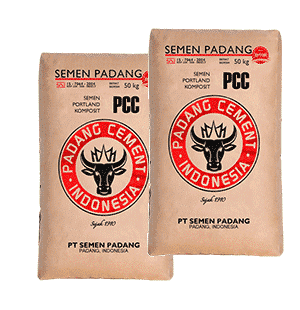 SEMEN PADANG
50 kg
SEMEN
PORTLAND
KOMPOSIT
PCC
PADANG CEMENT
INDONESIA
Sejak 1910
PT SEMEN PADANG
PADANG, INDONESIA
SEMEN PADANG
50 kg
SEMEN
PORTLAND
KOMPOSIT
PCC
PADANG CEMENT
INDONESIA
Sejak 1910
PT SEMEN PADANG
PADANG, INDONESIA